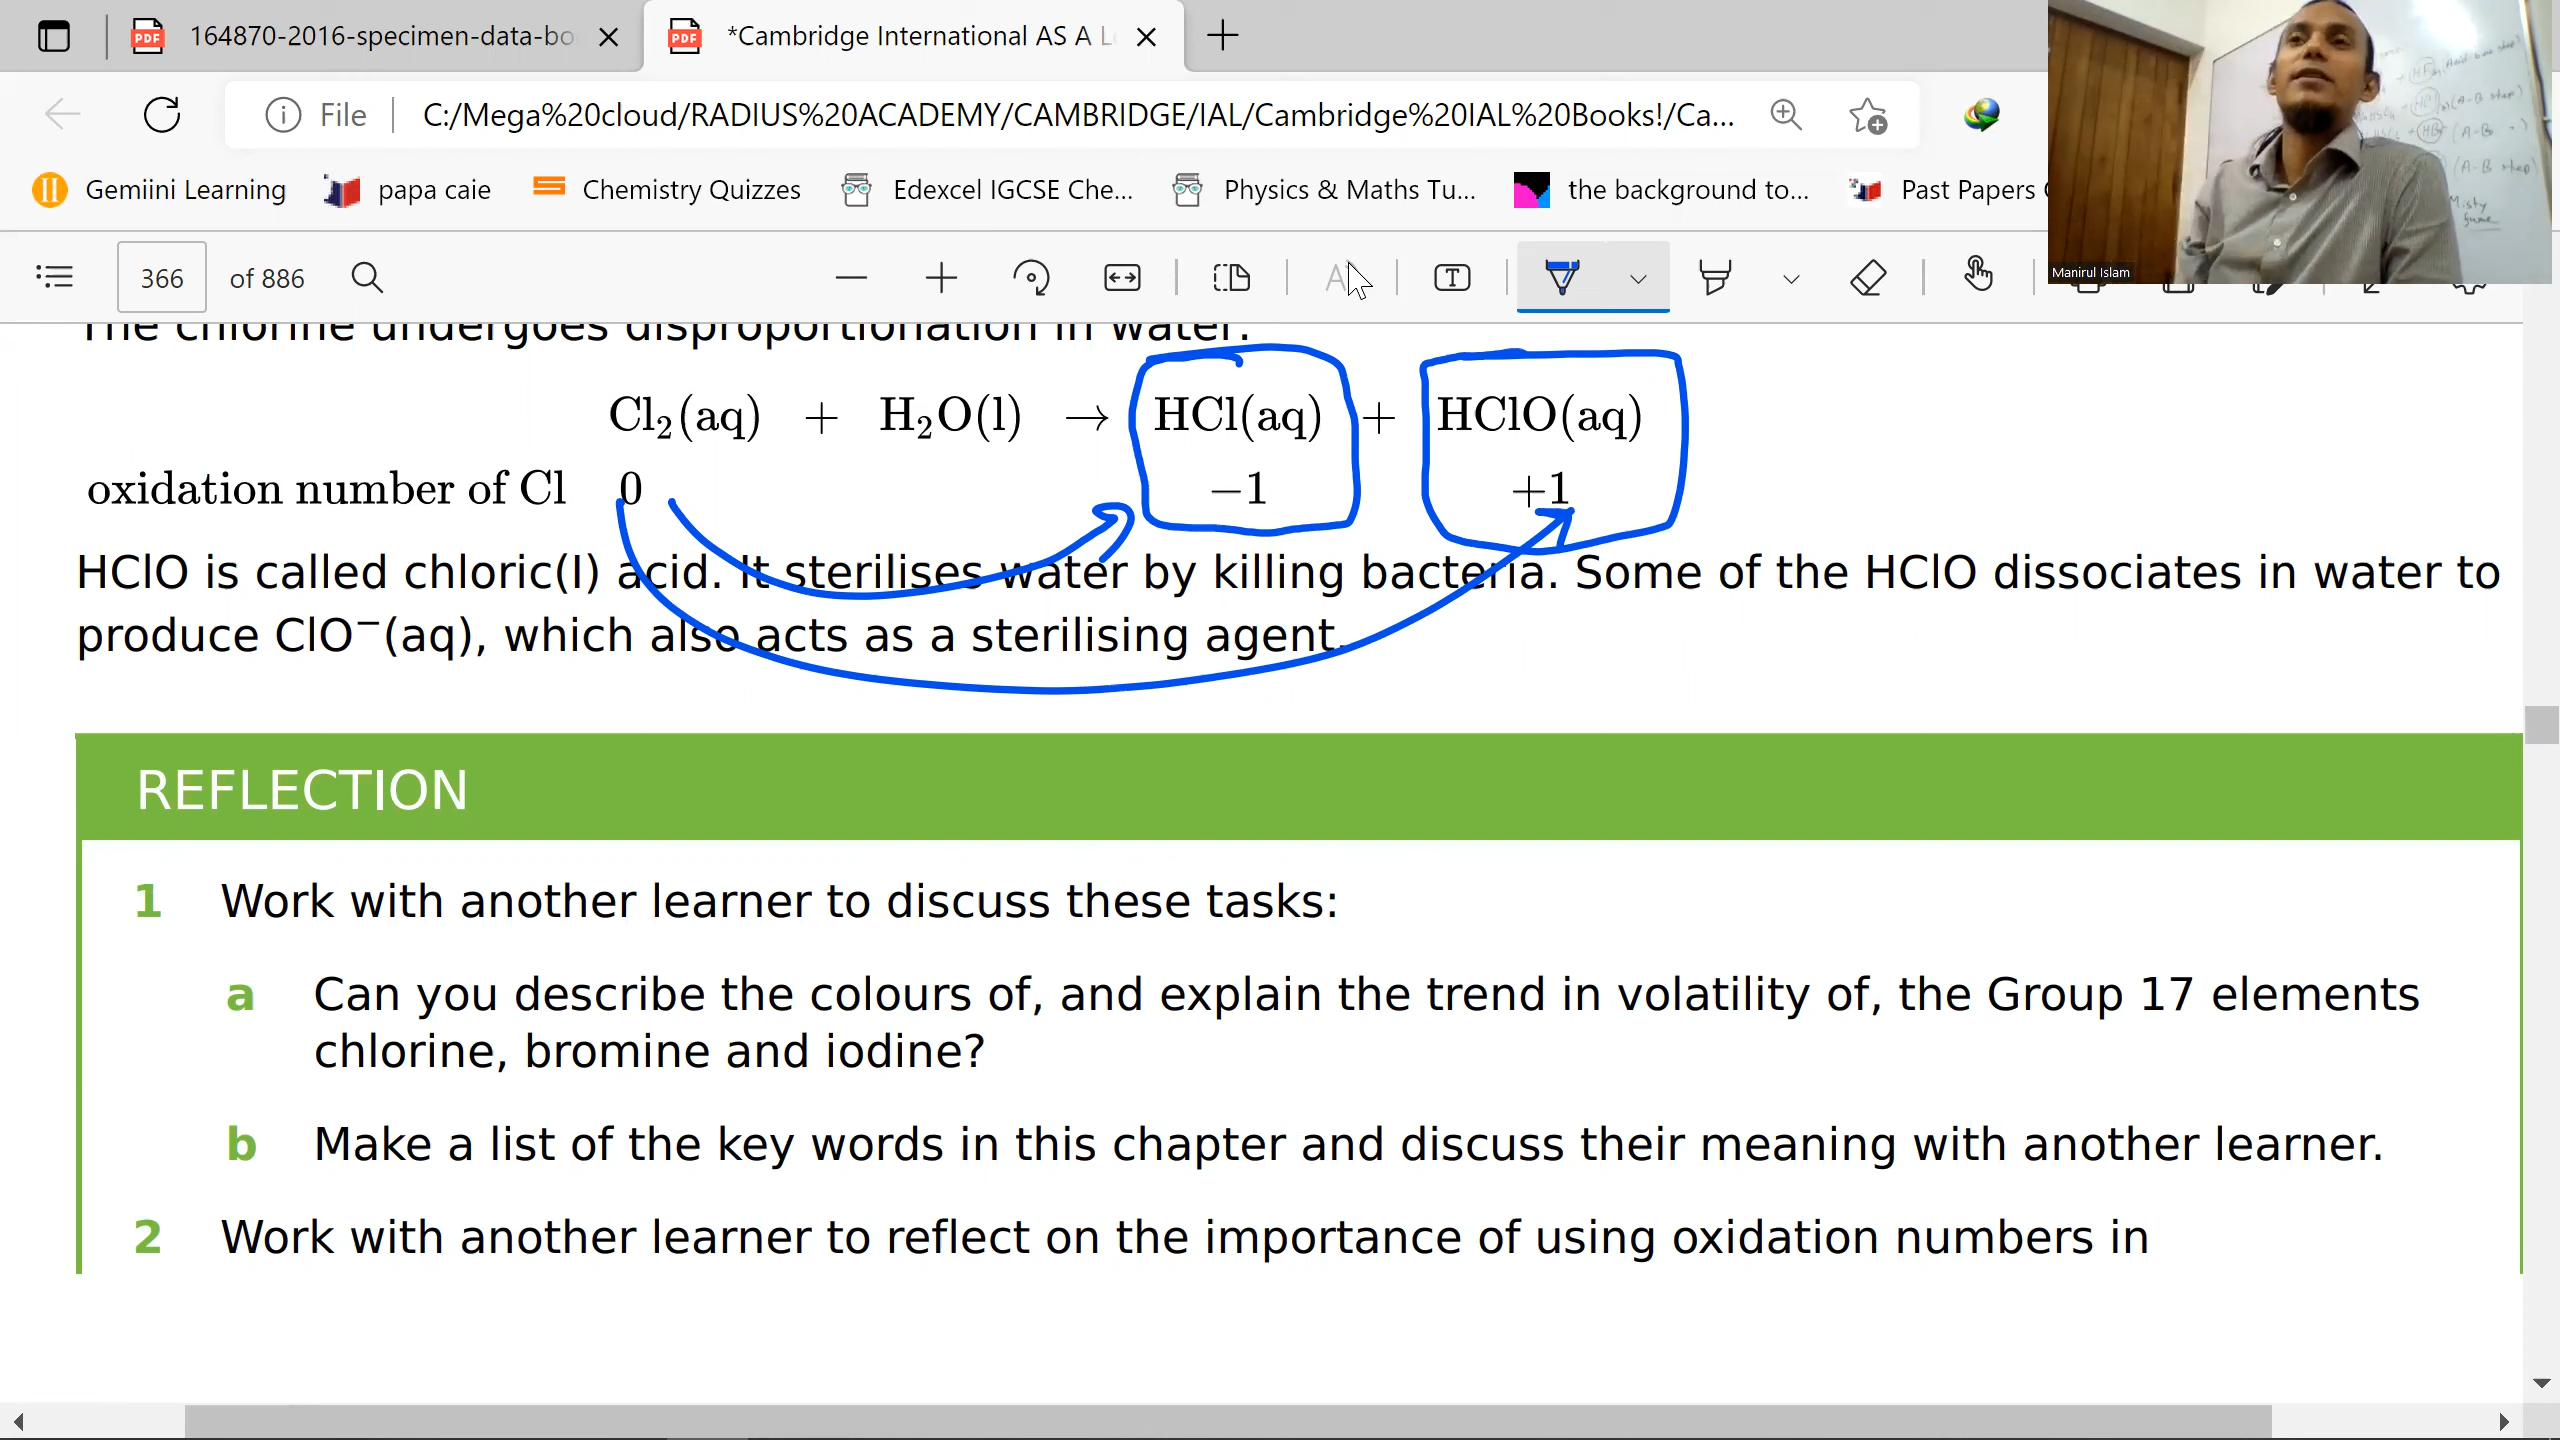 164870-2016-specimen-data-bo
*Cambridge International AS A L
File
C:/Mega%20cloud/RADIUS%20ACADEMY/CAMBRIDGE/IAL/Cambridge%20IAL%20Books!/Ca...
Gemiini Learning
papa caie
Chemistry Quizzes
Edexcel IGCSE Che...
Physics & Maths Tu...
the background to...
Past Papers
366 of 886
Manirul Islam
The chlorine undergoes disproportionation in water.
Cl₂(aq) + H₂O(l) → HCl(aq) + HClO(aq)
oxidation number of Cl 0 −1 +1
HClO is called chloric(I) acid. It sterilises water by killing bacteria. Some of the HClO dissociates in water to
produce ClO⁻(aq), which also acts as a sterilising agent.
REFLECTION
1 Work with another learner to discuss these tasks:
a Can you describe the colours of, and explain the trend in volatility of, the Group 17 elements
chlorine, bromine and iodine?
b Make a list of the key words in this chapter and discuss their meaning with another learner.
2 Work with another learner to reflect on the importance of using oxidation numbers in